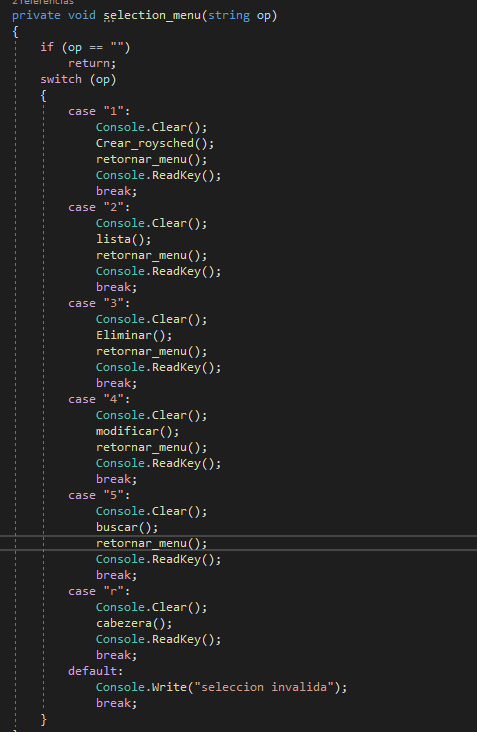 2 referencias
private void selection_menu(string op)
{
if (op == "")
return;
switch (op)
{
case "1":
Console.Clear();
Crear_roysched();
retornar_menu();
Console.ReadKey();
break;
case "2":
Console.Clear();
lista();
retornar_menu();
Console.ReadKey();
break;
case "3":
Console.Clear();
Eliminar();
retornar_menu();
Console.ReadKey();
break;
case "4":
Console.Clear();
modificar();
retornar_menu();
Console.ReadKey();
break;
case "5":
Console.Clear();
buscar();
retornar_menu();
Console.ReadKey();
break;
case "r":
Console.Clear();
cabezera();
Console.ReadKey();
break;
default:
Console.Write("seleccion invalida");
break;
}